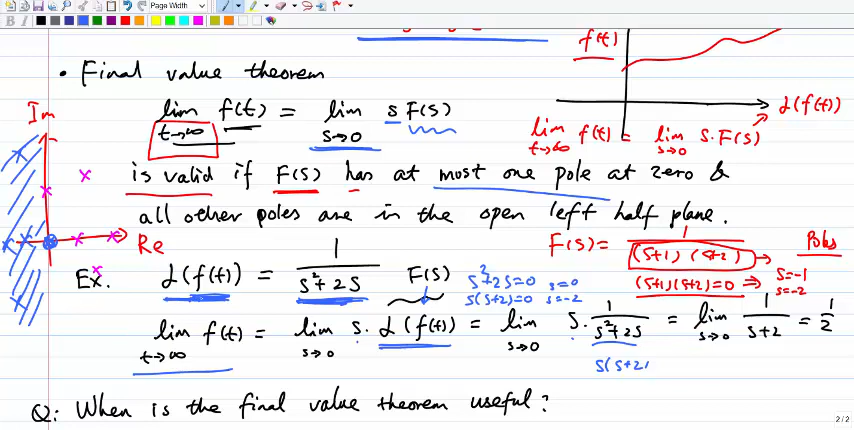 Page Width
f(t)
• Final value theorem
Im
lim f(t) = lim s F(s)
t→∞ s→0
L(f(t))
lim f(t) = lim s. F(s)
t→∞ s→0
is valid if F(s) has at most one pole at zero &
all other poles are in the open left half plane.
Re
F(s) = 1/((s+1)(s+2))
Poles
(s+1)(s+2)=0 ⇒ s=-1
s=-2
Ex. L(f(t)) = 1/(s²+2s)
F(s)
s²+2s=0 s=0
s(s+2)=0 s=-2
lim f(t) = lim s. L(f(t)) = lim s. 1/(s²+2s) = lim 1/(s+2) = 1/2
t→∞ s→0 s→0 s→0
s(s+2)
Q: When is the final value theorem useful?
2 / 2